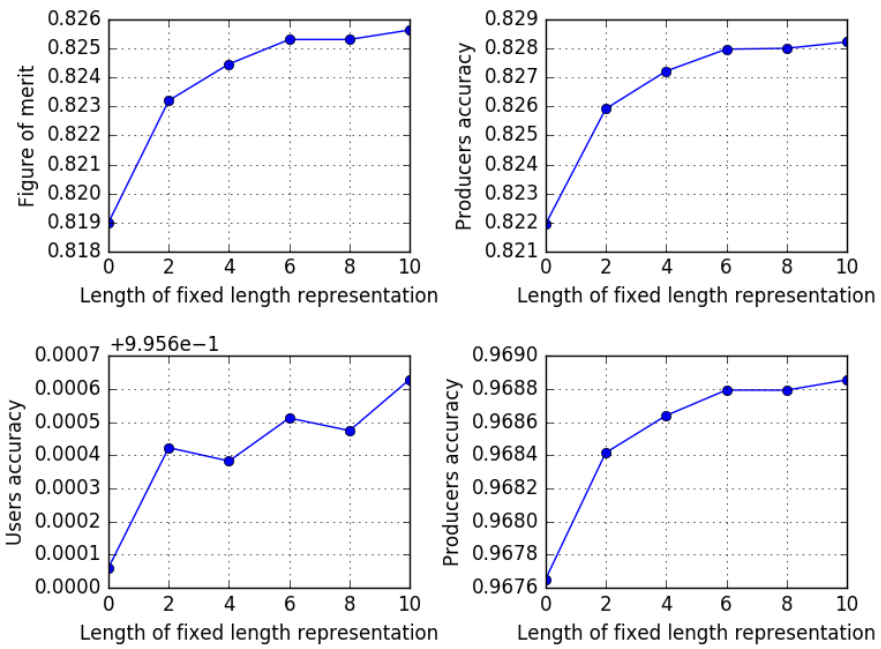 0.826
0.825
0.824
0.823
0.822
0.821
0.820
0.819
0.818
Figure of merit
0 2 4 6 8 10
Length of fixed length representation
0.829
0.828
0.827
0.826
0.825
0.824
0.823
0.822
0.821
Producers accuracy
0 2 4 6 8 10
Length of fixed length representation
+9.956e−1
0.0007
0.0006
0.0005
0.0004
0.0003
0.0002
0.0001
0.0000
Users accuracy
0 2 4 6 8 10
Length of fixed length representation
0.9690
0.9688
0.9686
0.9684
0.9682
0.9680
0.9678
0.9676
Producers accuracy
0 2 4 6 8 10
Length of fixed length representation